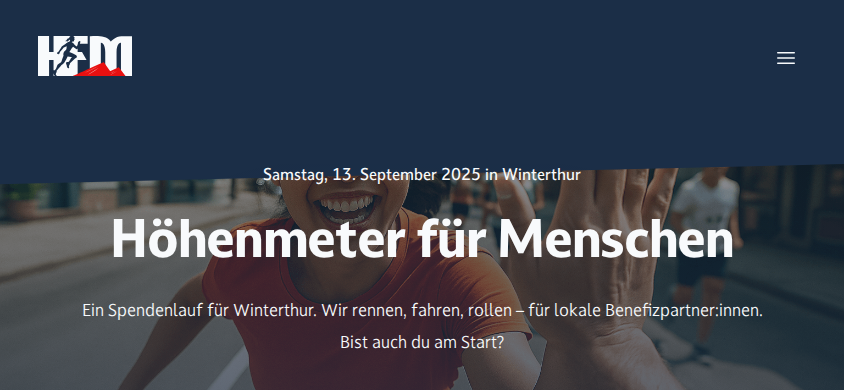 HFM
Samstag, 13. September 2025 in Winterthur
Höhenmeter für Menschen
Ein Spendenlauf für Winterthur. Wir rennen, fahren, rollen – für lokale Benefizpartner:innen.
Bist auch du am Start?